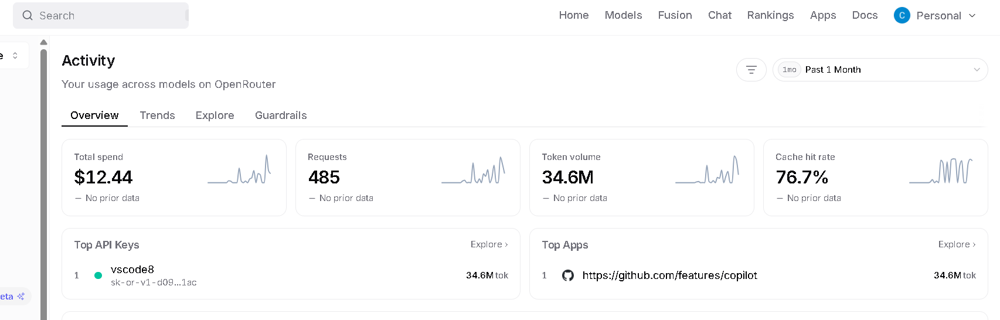 Search
Home
Models
Fusion
Chat
Rankings
Apps
Docs
C
Personal
e
Activity
Your usage across models on OpenRouter
1mo
Past 1 Month
Overview
Trends
Explore
Guardrails
Total spend
$12.44
— No prior data
Requests
485
— No prior data
Token volume
34.6M
— No prior data
Cache hit rate
76.7%
— No prior data
Top API Keys
Explore ›
1
vscode8
sk-or-v1-d09...1ac
34.6M tok
Top Apps
Explore ›
1
https://github.com/features/copilot
34.6M tok
eta